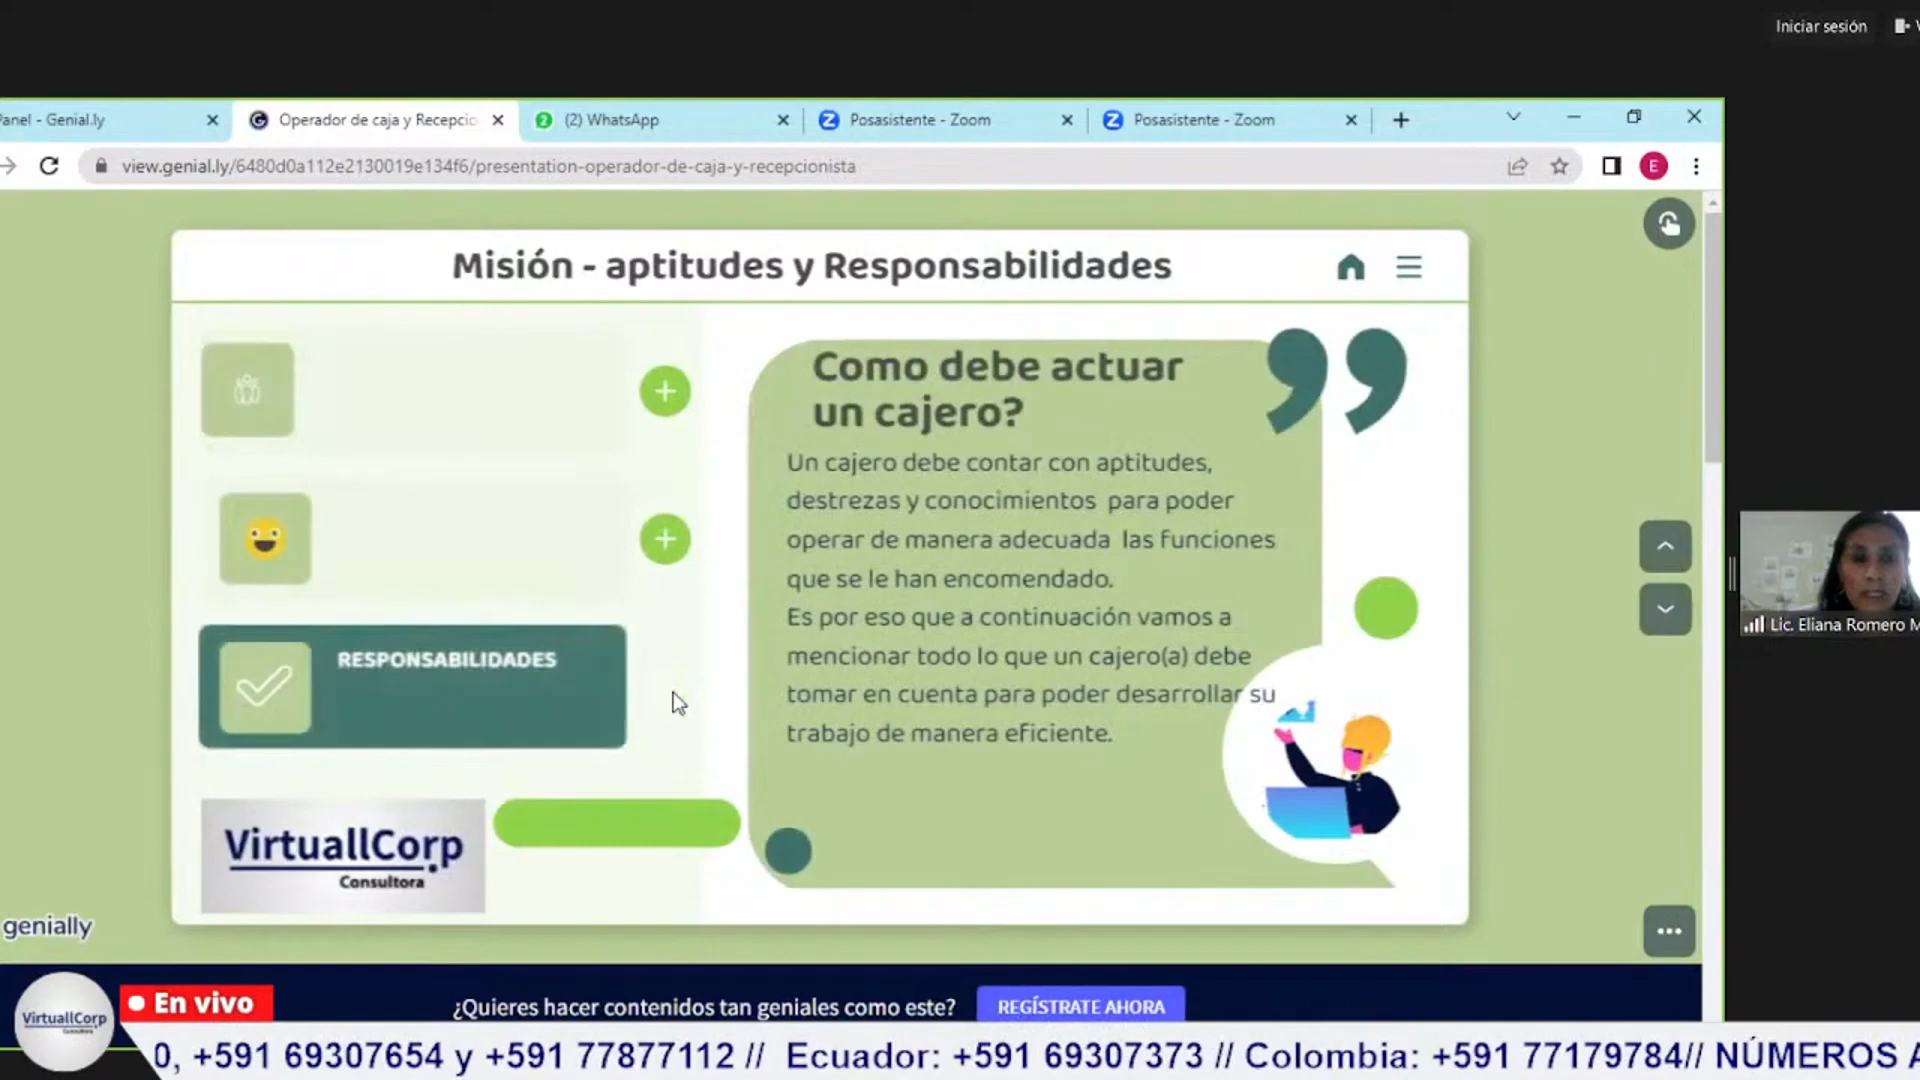 Iniciar sesión
Panel - Genial.ly
Operador de caja y Recepcio
(2) WhatsApp
Posasistente - Zoom
Posasistente - Zoom
view.genial.ly/6480d0a112e2130019e134f6/presentation-operador-de-caja-y-recepcionista
E
Misión - aptitudes y Responsabilidades
Como debe actuar
un cajero?
Un cajero debe contar con aptitudes,
destrezas y conocimientos para poder
operar de manera adecuada las funciones
que se le han encomendado.
Es por eso que a continuación vamos a
mencionar todo lo que un cajero(a) debe
tomar en cuenta para poder desarrollar su
trabajo de manera eficiente.
RESPONSABILIDADES
VirtuallCorp
Consultora
Lic. Eliana Romero M
genially
VirtuallCorp
Consultora
En vivo
¿Quieres hacer contenidos tan geniales como este?
REGÍSTRATE AHORA
0, +591 69307654 y +591 77877112 // Ecuador: +591 69307373 // Colombia: +591 77179784// NÚMEROS A